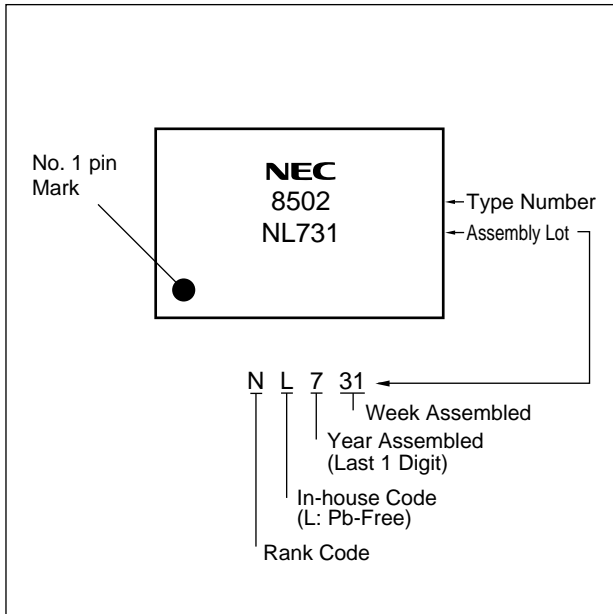 No. 1 pin
Mark
NEC
8502
NL731
Type Number
Assembly Lot
N L 7 31
Week Assembled
Year Assembled
(Last 1 Digit)
In-house Code
(L: Pb-Free)
Rank Code